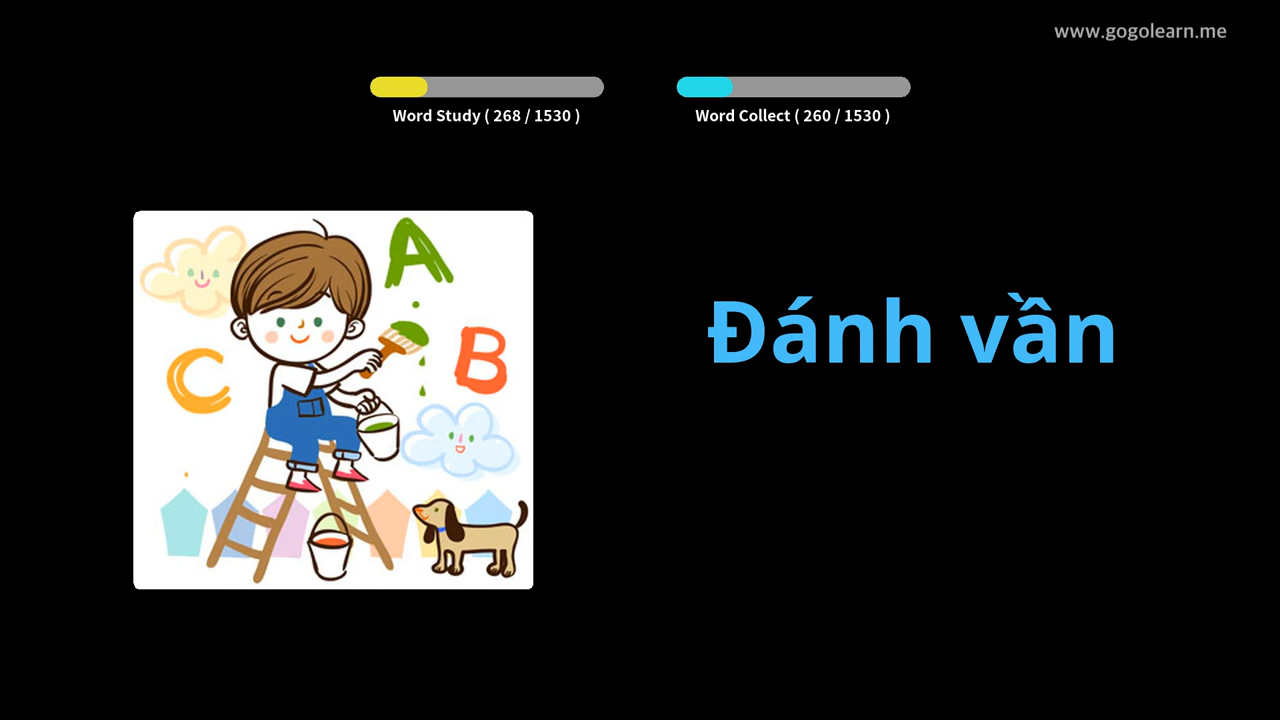 www.gogolearn.me
Word Study ( 268 / 1530 )
Word Collect ( 260 / 1530 )
A
B
C
Đánh vần